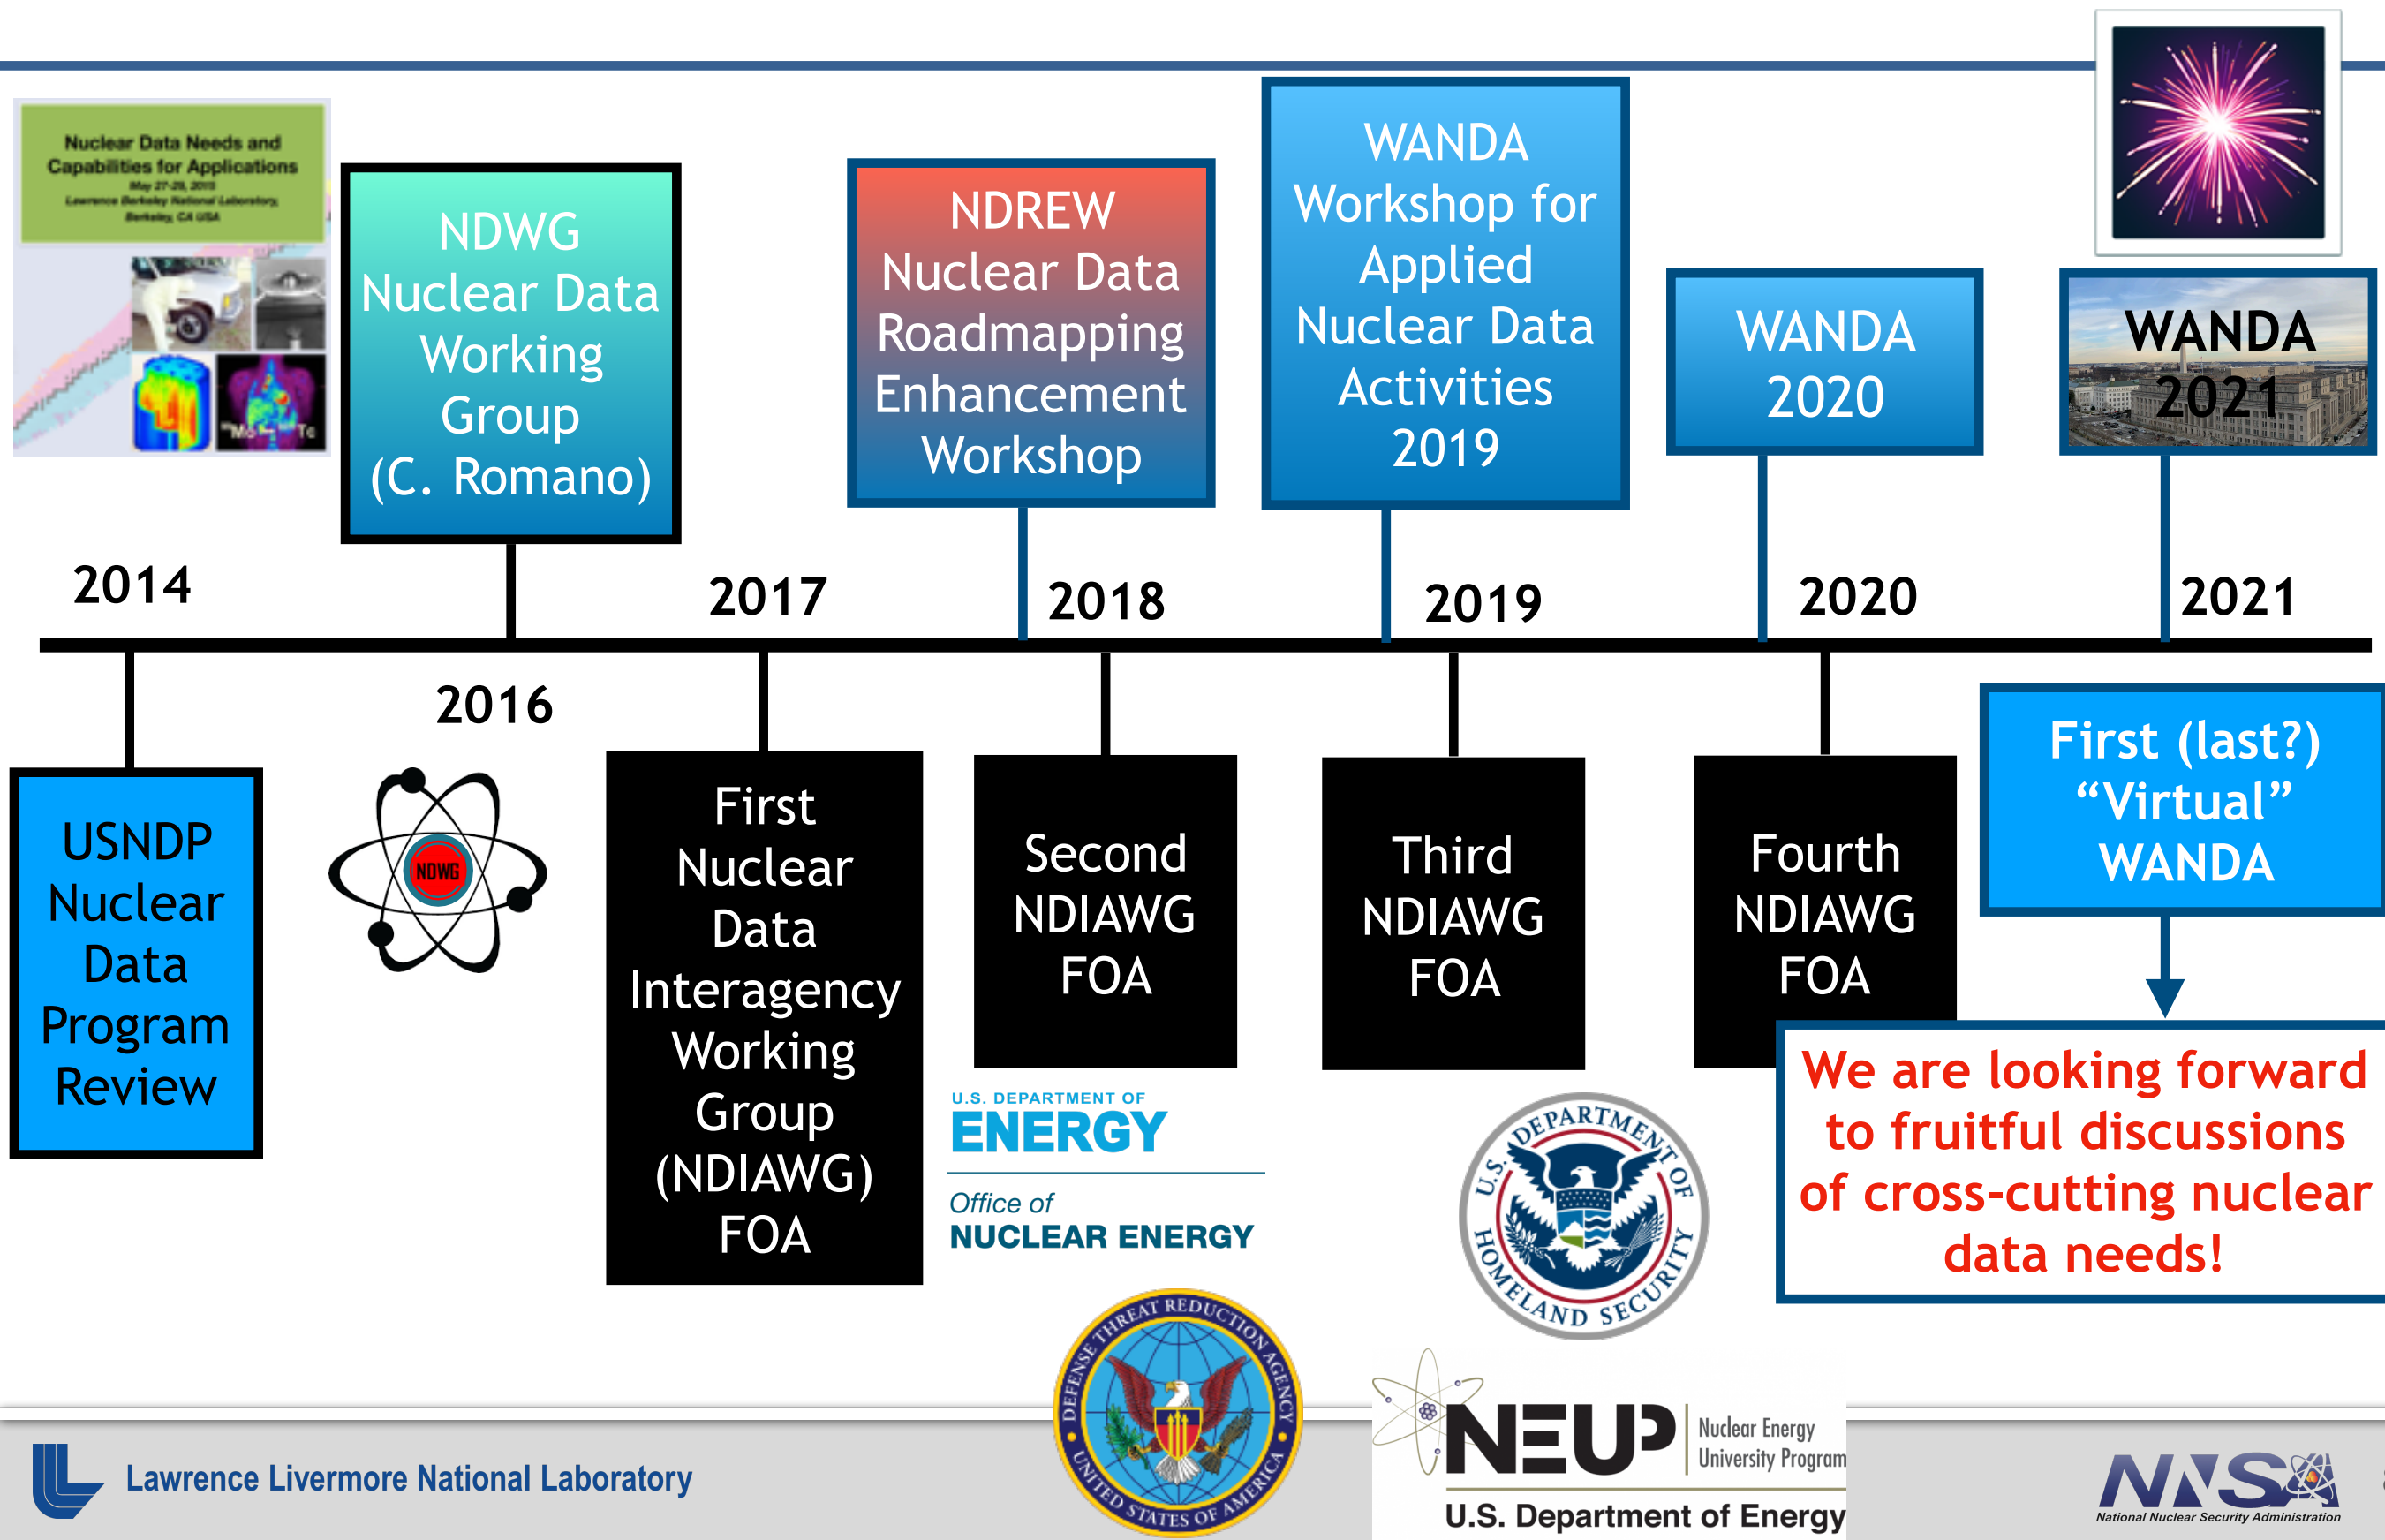 Nuclear Data Needs and
Capabilities for Applications
May 27-29, 2015
Lawrence Berkeley National Laboratory,
Berkeley, CA USA
NDWG
Nuclear Data
Working
Group
(C. Romano)
NDREW
Nuclear Data
Roadmapping
Enhancement
Workshop
WANDA
Workshop for
Applied
Nuclear Data
Activities
2019
WANDA
2020
WANDA
2021
2014
2017
2018
2019
2020
2021
2016
USNDP
Nuclear
Data
Program
Review
NDWG
First
Nuclear
Data
Interagency
Working
Group
(NDIAWG)
FOA
Second
NDIAWG
FOA
Third
NDIAWG
FOA
Fourth
NDIAWG
FOA
First (last?)
“Virtual”
WANDA
We are looking forward
to fruitful discussions
of cross-cutting nuclear
data needs!
U.S. DEPARTMENT OF
ENERGY
Office of
NUCLEAR ENERGY
U.S. DEPARTMENT OF
HOMELAND SECURITY
DEFENSE THREAT REDUCTION AGENCY
UNITED STATES OF AMERICA
NEUP
Nuclear Energy
University Program
U.S. Department of Energy
Lawrence Livermore National Laboratory
NNSA
National Nuclear Security Administration